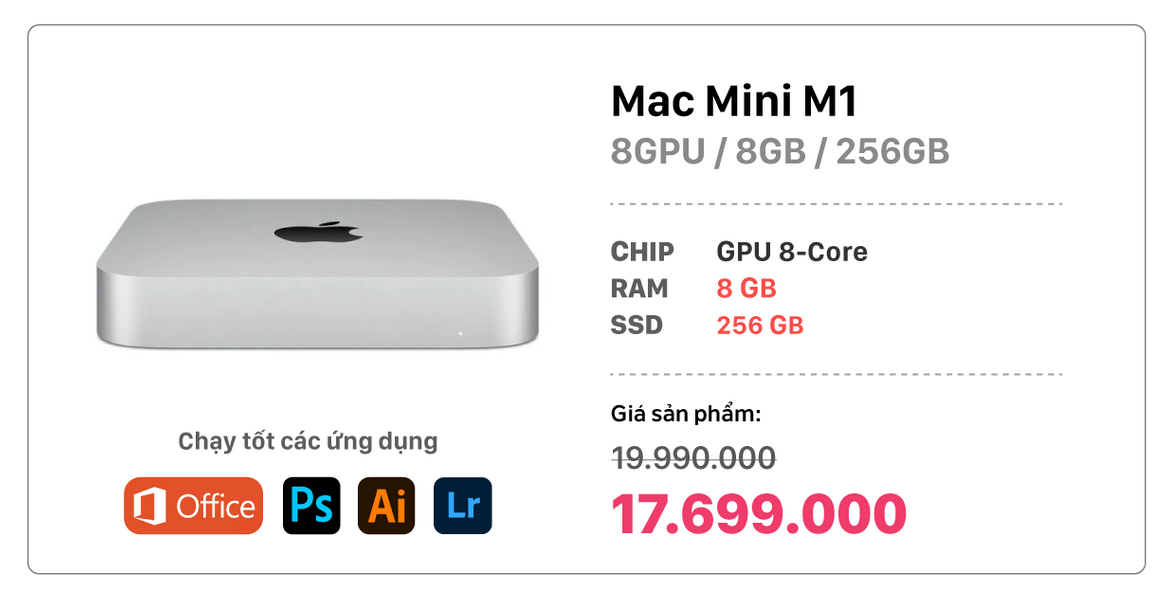 Mac Mini M1
8GPU / 8GB / 256GB
CHIP GPU 8-Core
RAM 8 GB
SSD 256 GB
Giá sản phẩm:
19.990.000
17.699.000
Chạy tốt các ứng dụng
Office Ps Ai Lr